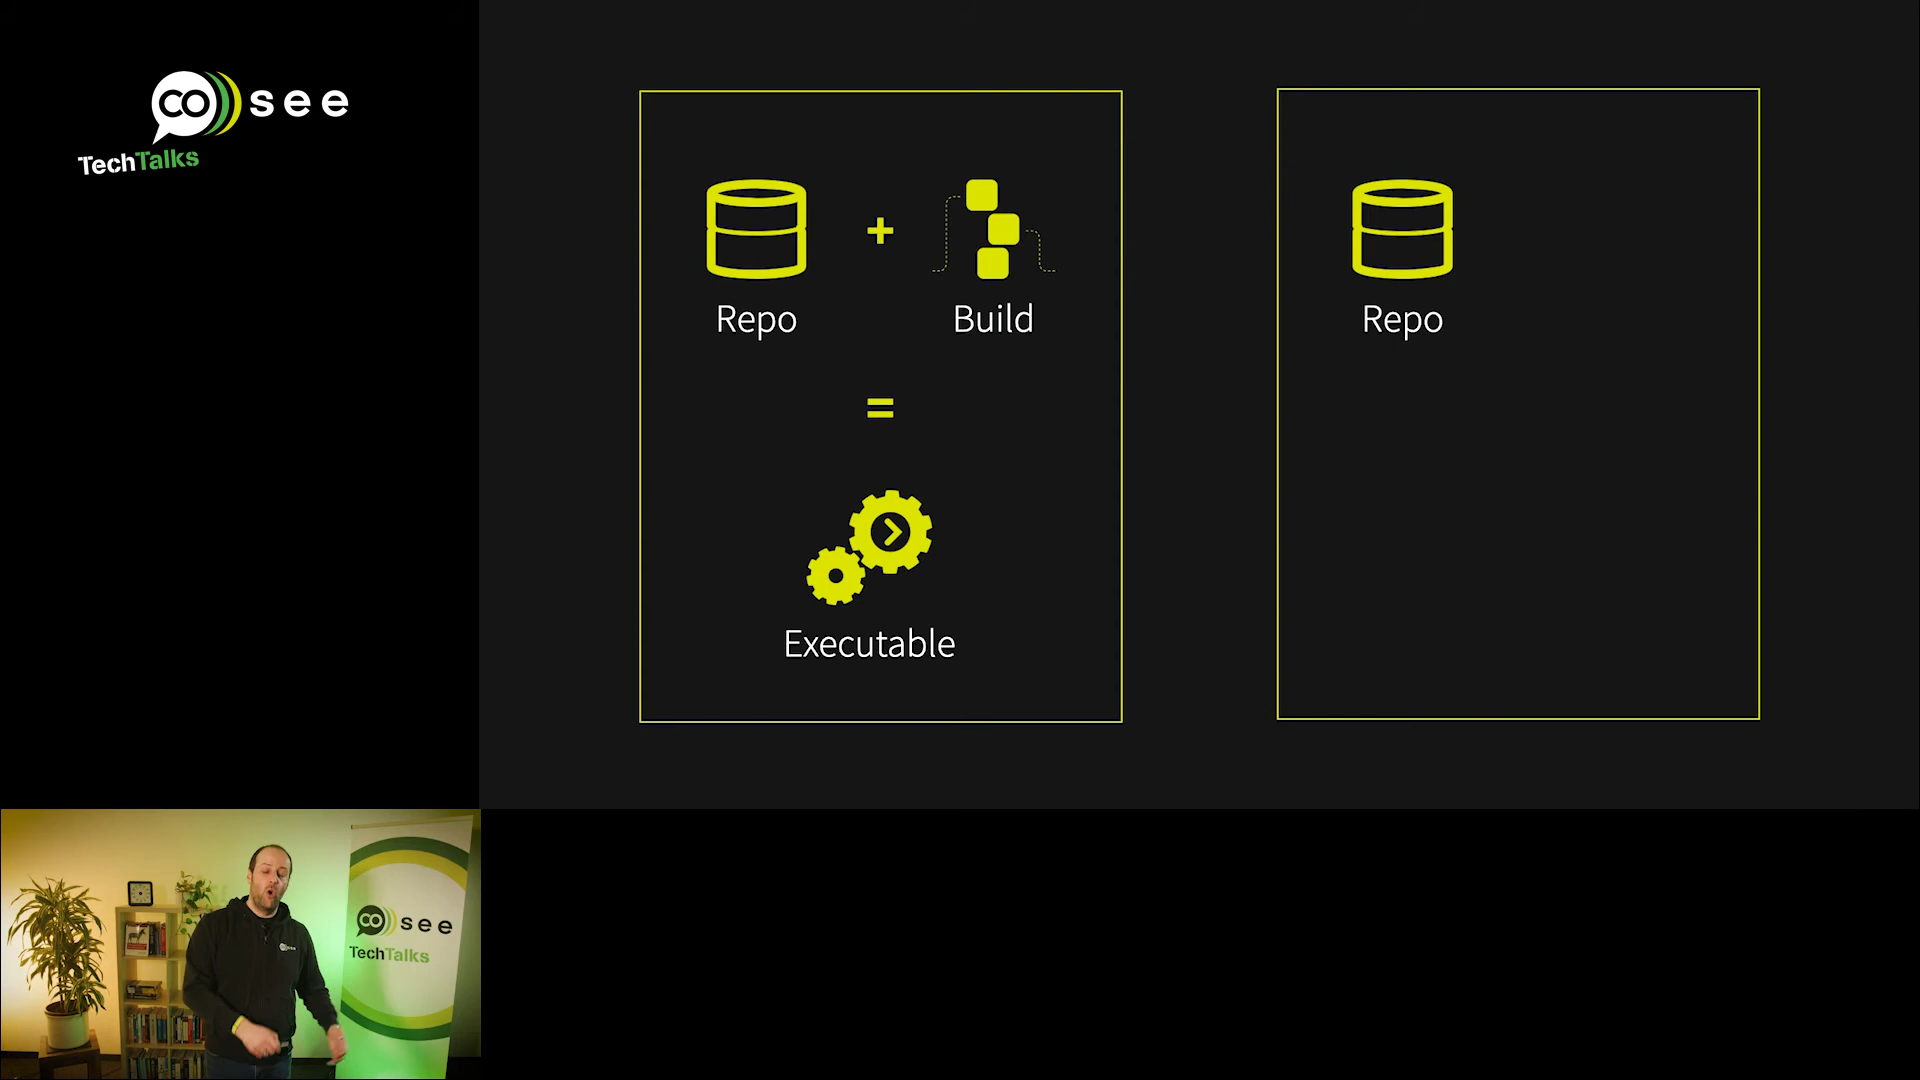 co see
TechTalks
Repo
+
Build
=
Executable
Repo
co see
TechTalks